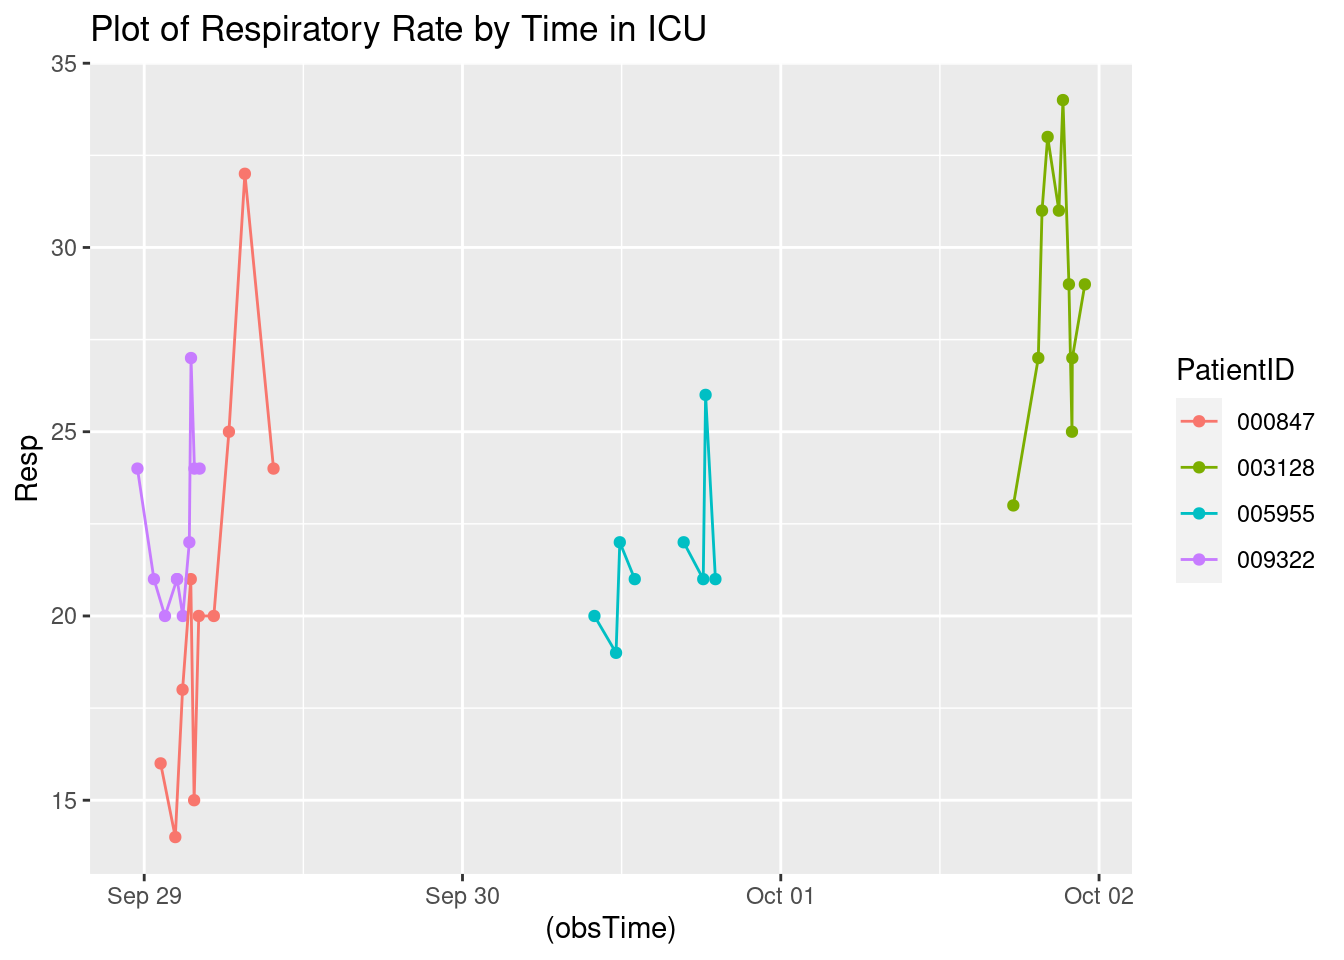 Plot of Respiratory Rate by Time in ICU
35
30
25
20
15
Resp
Sep 29
Sep 30
Oct 01
Oct 02
(obsTime)
PatientID
000847
003128
005955
009322